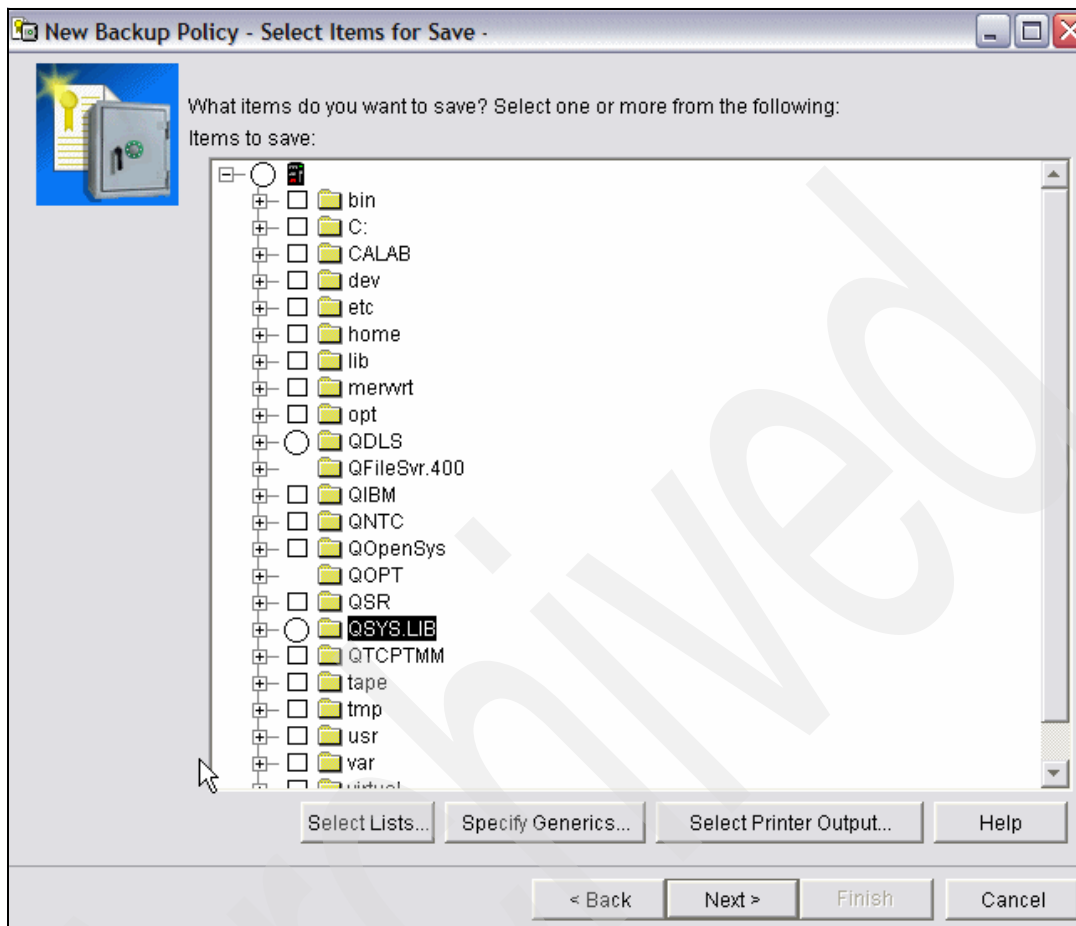 New Backup Policy - Select Items for Save -
What items do you want to save? Select one or more from the following:
Items to save:
bin
C:
CALAB
dev
etc
home
lib
merwrt
opt
QDLS
QFileSvr.400
QIBM
QNTC
QOpenSys
QOPT
QSR
QSYS.LIB
QTCPTMM
tape
tmp
usr
var
virtual
Select Lists... Specify Generics... Select Printer Output... Help
< Back Next > Finish Cancel